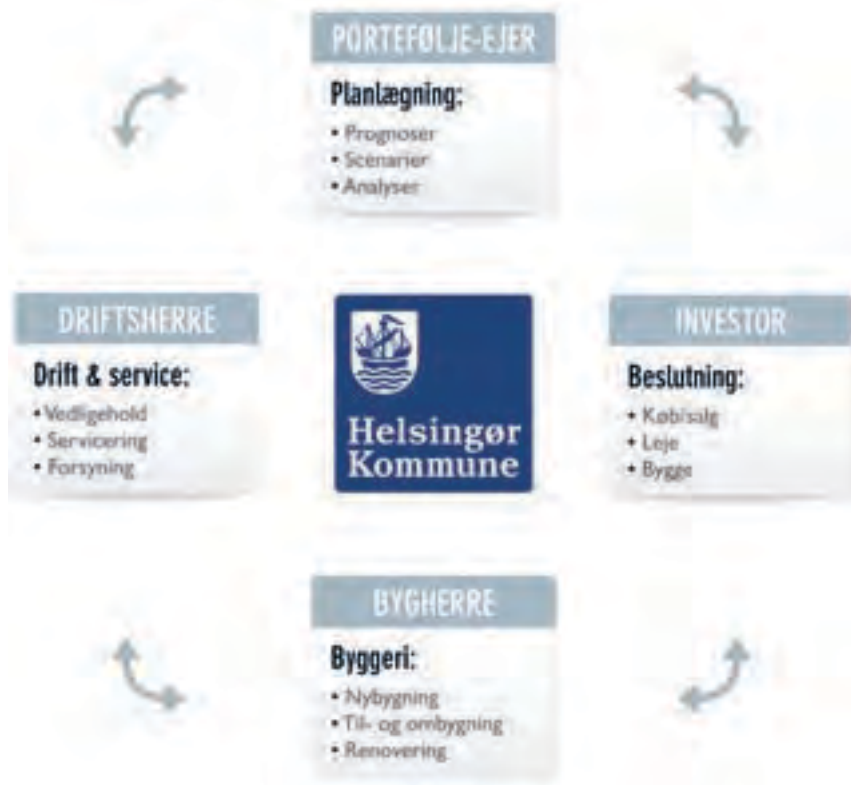 PORTEFØLJE-EJER
Planlægning:
• Prognoser
• Scenarier
• Analyser
DRIFTSHERRE
Drift & service:
• Vedligehold
• Servicering
• Forsyning
Helsingør
Kommune
INVESTOR
Beslutning:
• Køb/salg
• Leje
• Bygge
BYGHERRE
Byggeri:
• Nybygning
• Til- og ombygning
• Renovering